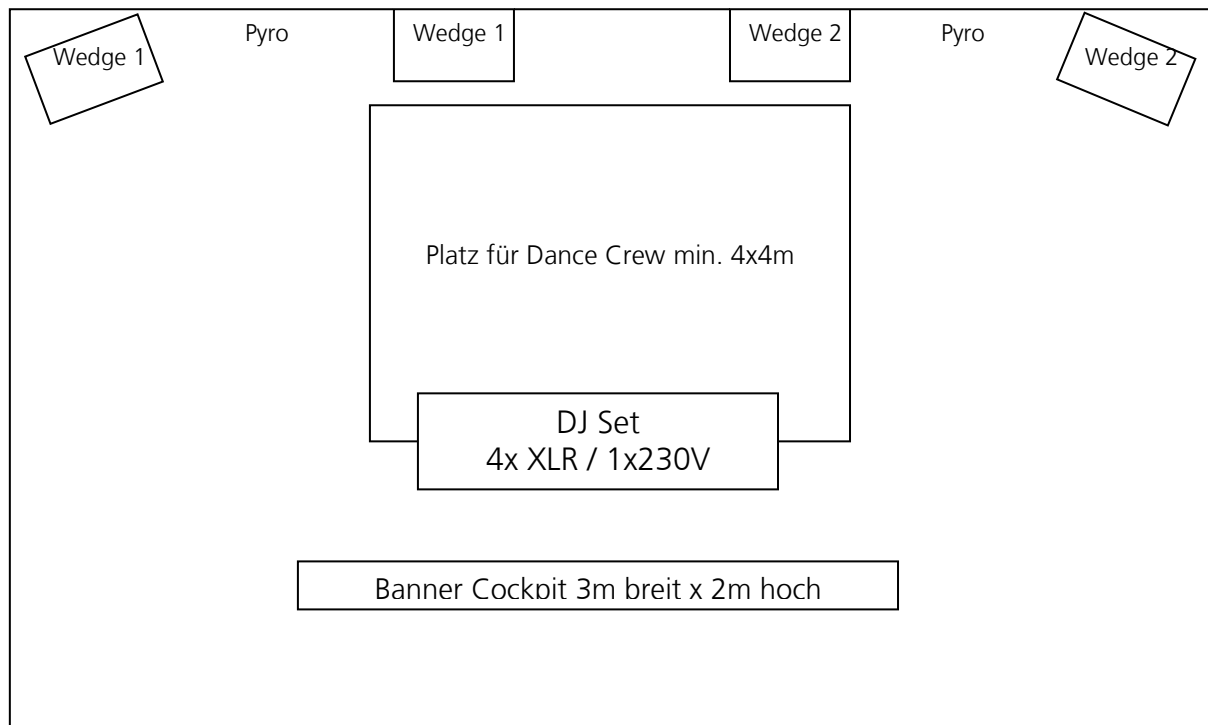 Pyro
Wedge 1
Wedge 2
Pyro
Wedge 1
Wedge 2
Platz für Dance Crew min. 4x4m
DJ Set
4x XLR / 1x230V
Banner Cockpit 3m breit x 2m hoch